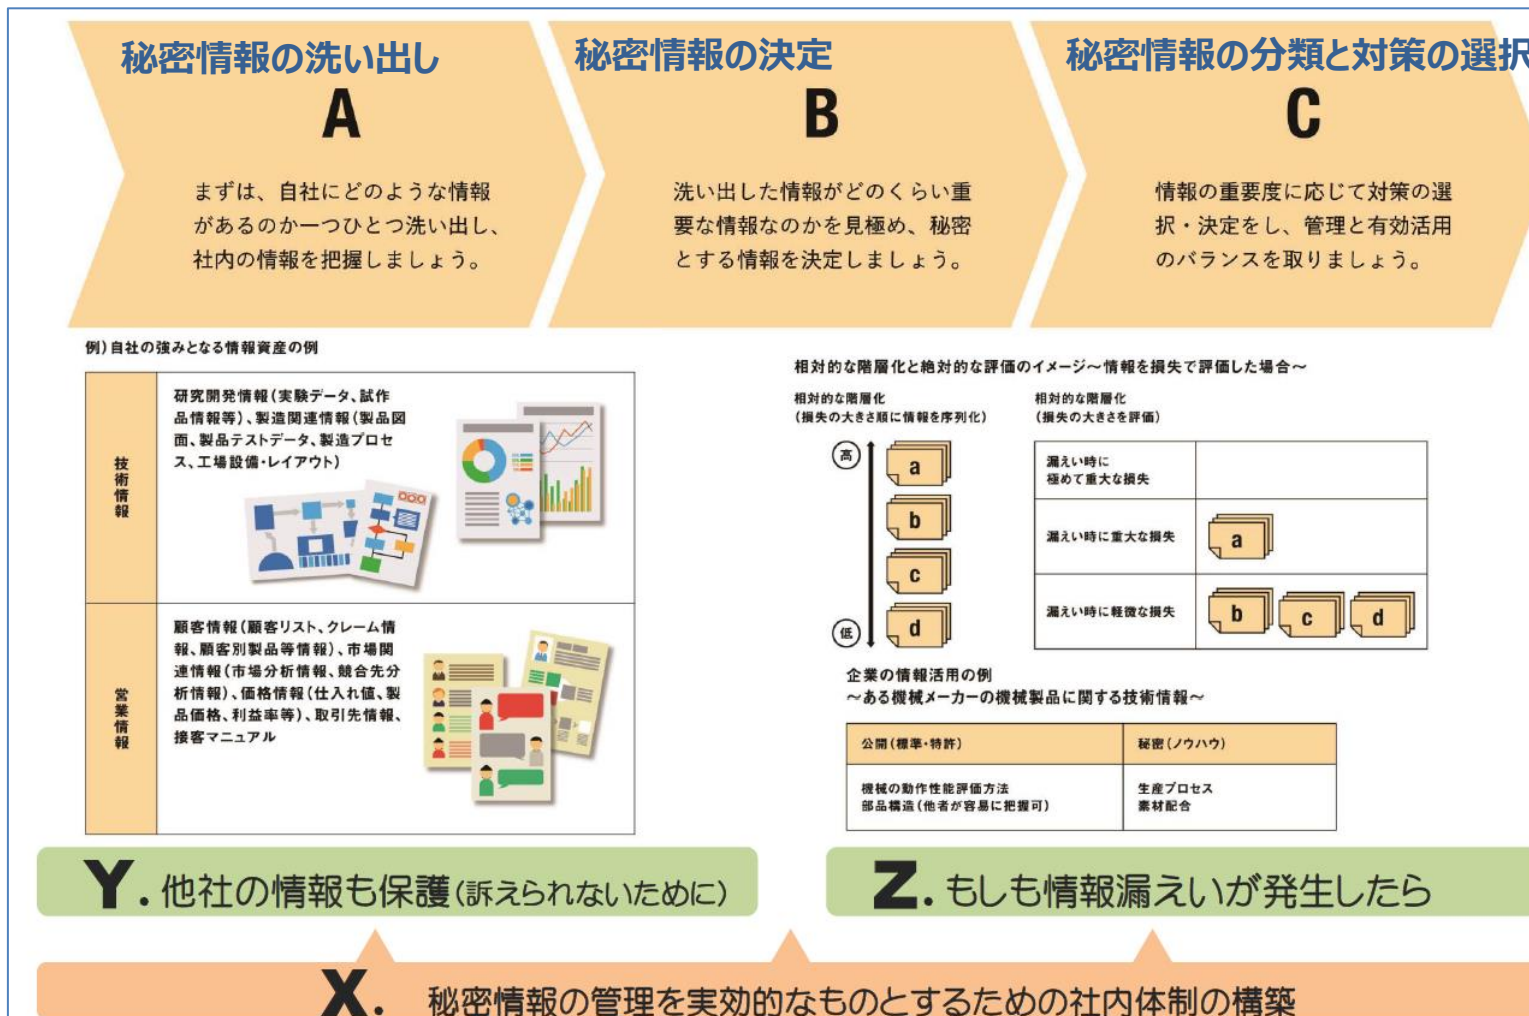 秘密情報の洗い出し
A
まずは、自社にどのような情報
があるのか一つひとつ洗い出し、
社内の情報を把握しましょう。
秘密情報の決定
B
洗い出した情報がどのくらい重
要な情報なのかを見極め、秘密
とする情報を決定しましょう。
秘密情報の分類と対策の選択
C
情報の重要度に応じて対策の選
択・決定をし、管理と有効活用
のバランスを取りましょう。
例)自社の強みとなる情報資産の例
技術情報
研究開発情報(実験データ、試作
品情報等)、製造関連情報(製品図
面、製品テストデータ、製造プロセ
ス、工場設備・レイアウト)
営業情報
顧客情報(顧客リスト、クレーム情
報、顧客別製品等情報)、市場関
連情報(市場分析情報、競合先分
析情報)、価格情報(仕入れ値、製
品価格、利益率等)、取引先情報、
接客マニュアル
相対的な階層化と絶対的な評価のイメージ~情報を損失で評価した場合~
相対的な階層化
(損失の大きさ順に情報を序列化)
高
a
b
c
d
低
相対的な階層化
(損失の大きさを評価)
漏えい時に
極めて重大な損失
漏えい時に重大な損失
a
漏えい時に軽微な損失
b c d
企業の情報活用の例
~ある機械メーカーの機械製品に関する技術情報~
公開(標準・特許)
秘密(ノウハウ)
機械の動作性能評価方法
部品構造(他者が容易に把握可)
生産プロセス
素材配合
Y. 他社の情報も保護(訴えられないために)
Z. もしも情報漏えいが発生したら
X. 秘密情報の管理を実効的なものとするための社内体制の構築